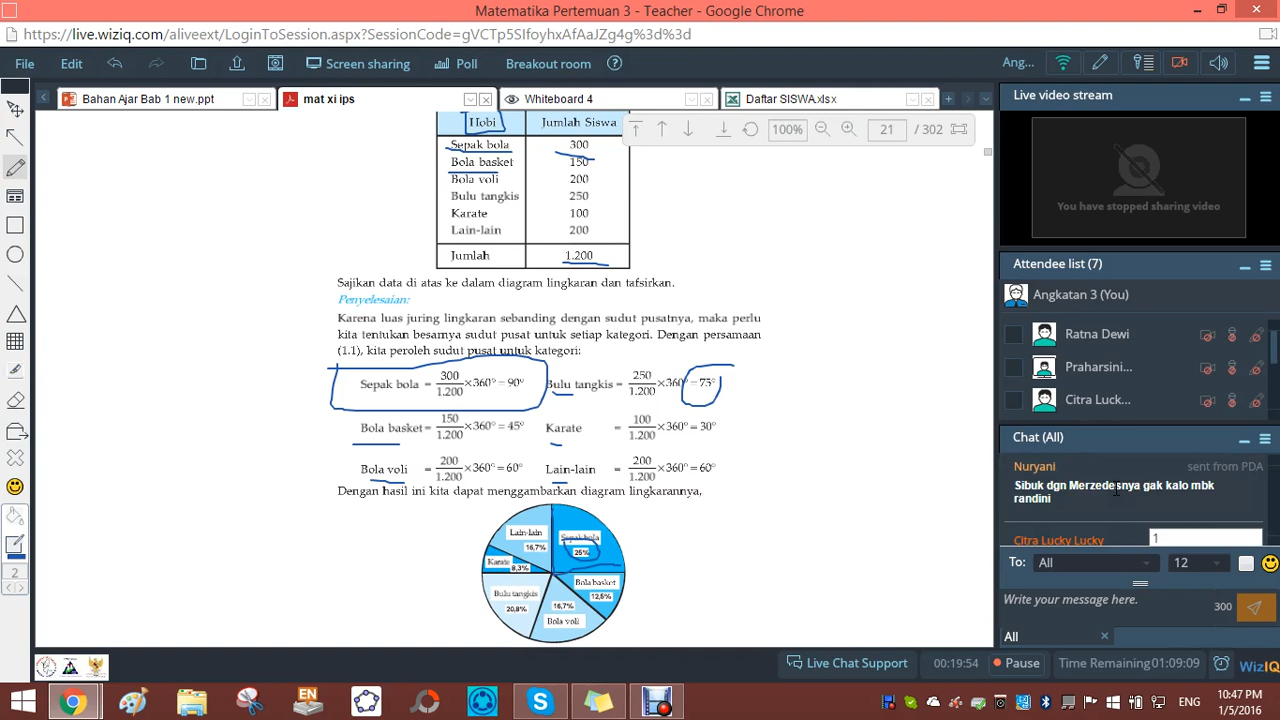 Matematika Pertemuan 3 - Teacher - Google Chrome
https://live.wiziq.com/aliveext/LoginToSession.aspx?SessionCode=gVCTp5SIfoyhxAfAaJZg4g%3d%3d
File Edit Screen sharing Poll Breakout room ? Ang...
Bahan Ajar Bab 1 new.ppt mat xi ips Whiteboard 4 Daftar SISWA.xlsx
100% 21 / 302
Hobi Jumlah Siswa
Sepak bola 300
Bola basket 150
Bola voli 200
Bulu tangkis 250
Karate 100
Lain-lain 200
Jumlah 1.200
Sajikan data di atas ke dalam diagram lingkaran dan tafsirkan.
Penyelesaian:
Karena luas juring lingkaran sebanding dengan sudut pusatnya, maka perlu
kita tentukan besarnya sudut pusat untuk setiap kategori. Dengan persamaan
(1.1), kita peroleh sudut pusat untuk kategori:
Sepak bola = 300/1.200 ×360° = 90° Bulu tangkis = 250/1.200 ×360° = 75°
Bola basket = 150/1.200 ×360° = 45° Karate = 100/1.200 ×360° = 30°
Bola voli = 200/1.200 ×360° = 60° Lain-lain = 200/1.200 ×360° = 60°
Dengan hasil ini kita dapat menggambarkan diagram lingkarannya,
Lain-lain
16,7%
Sepak bola
25%
Karate
8,3%
Bola basket
12,5%
Bulu tangkis
20,8%
16,7%
Bola voli
2
Live video stream
You have stopped sharing video
Attendee list (7)
Angkatan 3 (You)
Ratna Dewi
Praharsini...
Citra Luck...
Chat (All)
Nuryani sent from PDA
Sibuk dgn Merzedesnya gak kalo mbk
randini
Citra Lucky Lucky 1
To: All 12
Write your message here. 300
All
Live Chat Support 00:19:54 Pause Time Remaining 01:09:09 WizIQ
EN
ENG
10:47 PM
1/5/2016